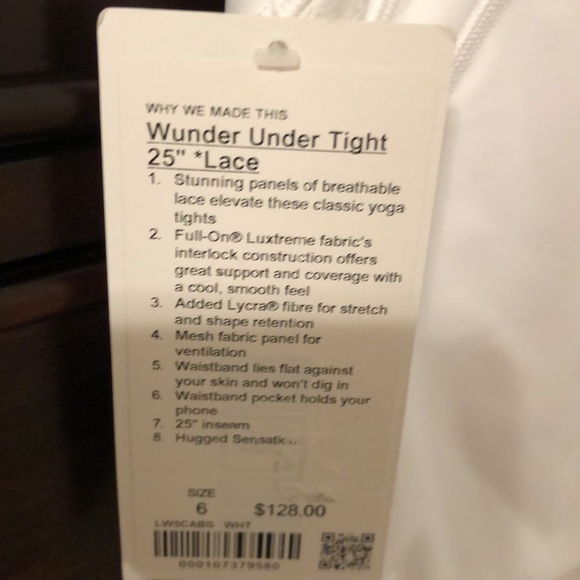 WHY WE MADE THIS
Wunder Under Tight
25" *Lace
1. Stunning panels of breathable
lace elevate these classic yoga
tights
2. Full-On® Luxtreme fabric's
interlock construction offers
great support and coverage with
a cool, smooth feel
3. Added Lycra® fibre for stretch
and shape retention
4. Mesh fabric panel for
ventilation
5. Waistband lies flat against
your skin and won't dig in
6. Waistband pocket holds your
phone
7. 25" inseam
8. Hugged Sensatic..
SIZE
6 $128.00
LW5CABS WHT
000107379580